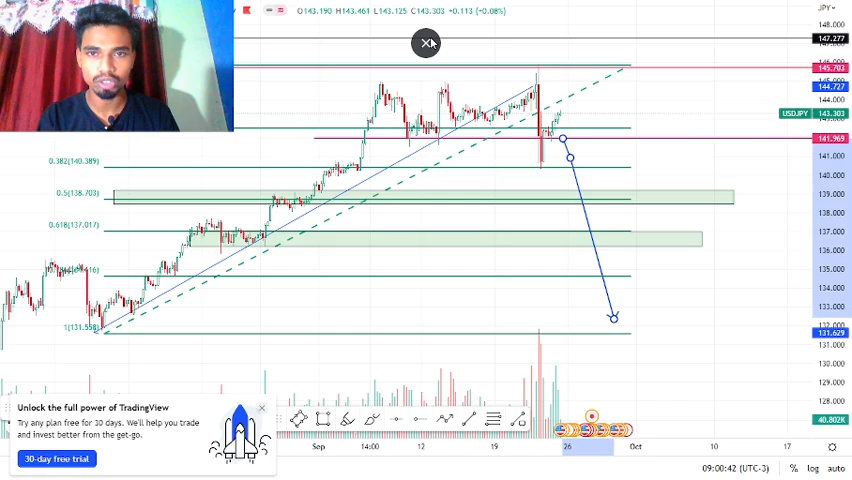 O143.190 H143.461 L143.125 C143.303 +0.113 (+0.08%)
JPY
148.000
147.277
145.703
144.727
144.000
USDJPY 143.303
141.969
141.000
0.382(140.389)
139.000
0.5(138.703)
138.000
0.618(137.017)
136.000
135.000
134.000
133.000
1(131.558)
132.000
131.629
131.000
130.000
129.000
128.000
40.802K
Unlock the full power of TradingView
Try any plan free for 30 days. We'll help you trade
and invest better from the get-go.
30-day free trial
Sep
14:00
12
19
26
Oct
10
17
09:00:42 (UTC-3)
%
log
auto